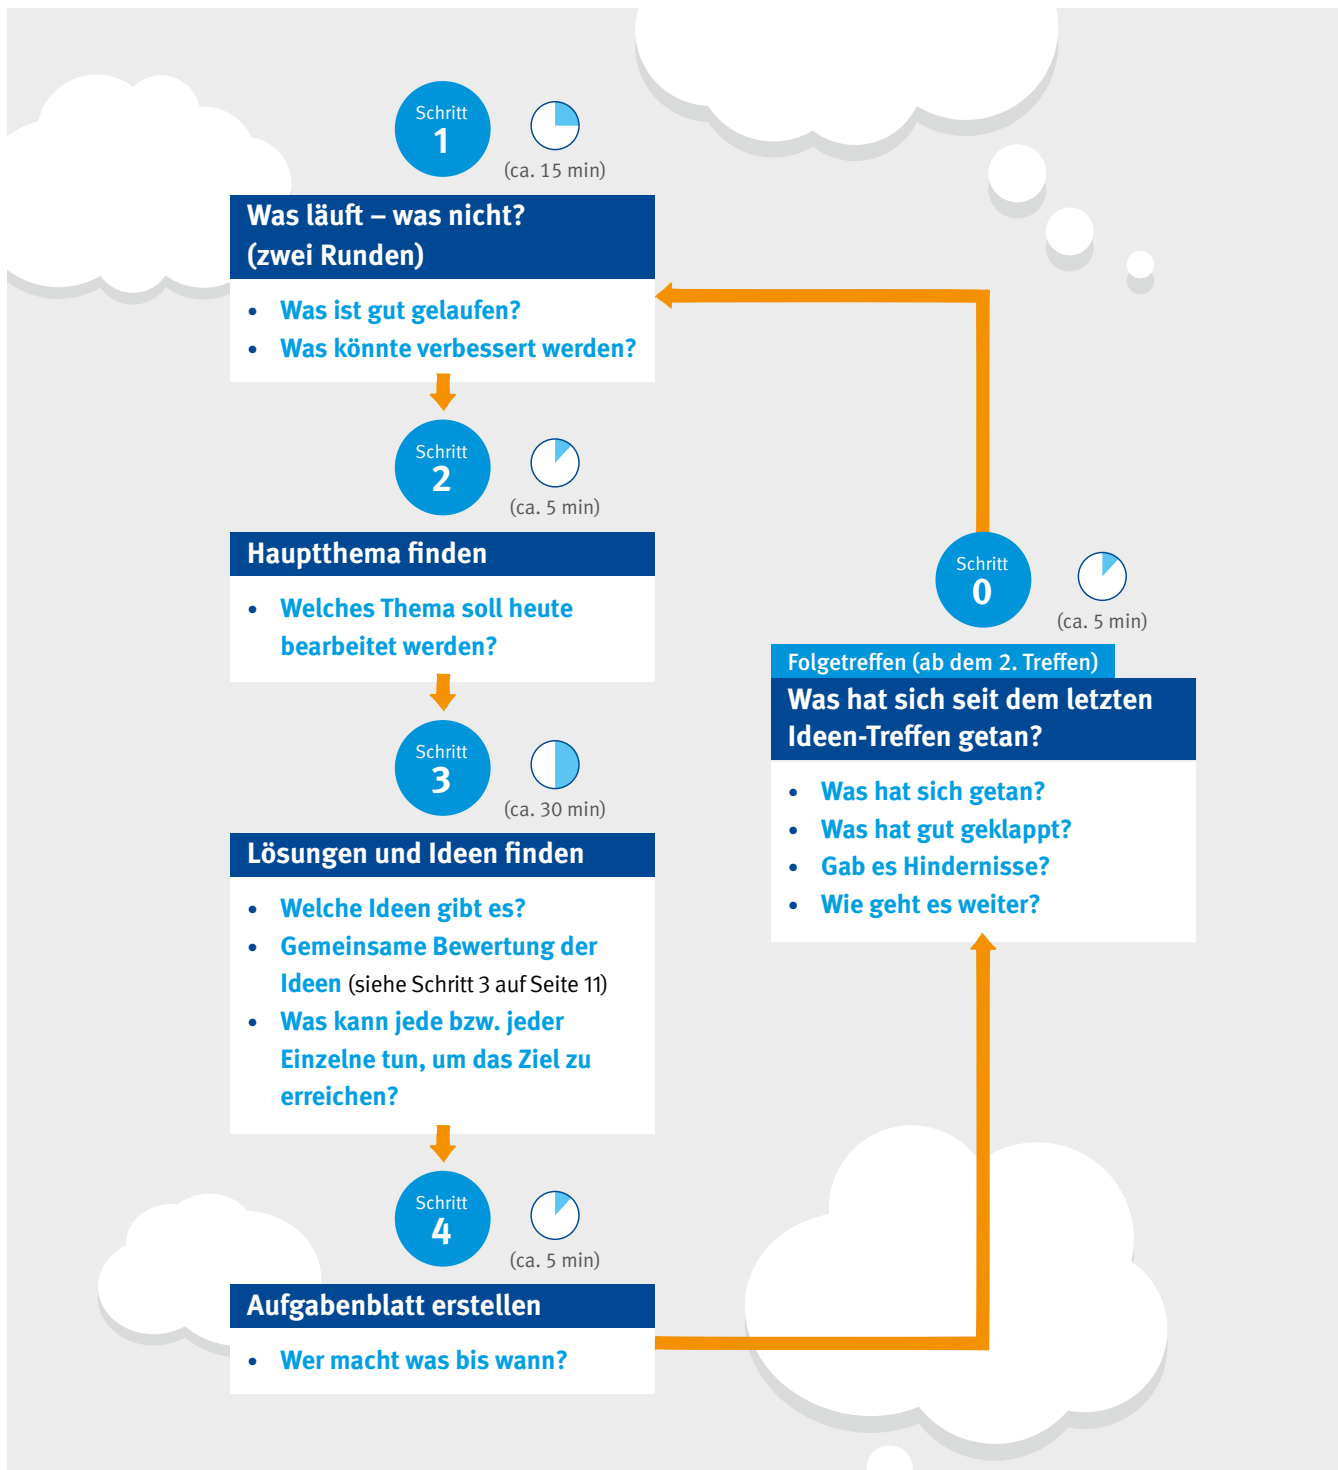 Schritt
1
(ca. 15 min)
Was läuft – was nicht?
(zwei Runden)
• Was ist gut gelaufen?
• Was könnte verbessert werden?
Schritt
2
(ca. 5 min)
Hauptthema finden
• Welches Thema soll heute
bearbeitet werden?
Schritt
3
(ca. 30 min)
Lösungen und Ideen finden
• Welche Ideen gibt es?
• Gemeinsame Bewertung der
Ideen (siehe Schritt 3 auf Seite 11)
• Was kann jede bzw. jeder
Einzelne tun, um das Ziel zu
erreichen?
Schritt
4
(ca. 5 min)
Aufgabenblatt erstellen
• Wer macht was bis wann?
Schritt
0
(ca. 5 min)
Folgetreffen (ab dem 2. Treffen)
Was hat sich seit dem letzten
Ideen-Treffen getan?
• Was hat sich getan?
• Was hat gut geklappt?
• Gab es Hindernisse?
• Wie geht es weiter?